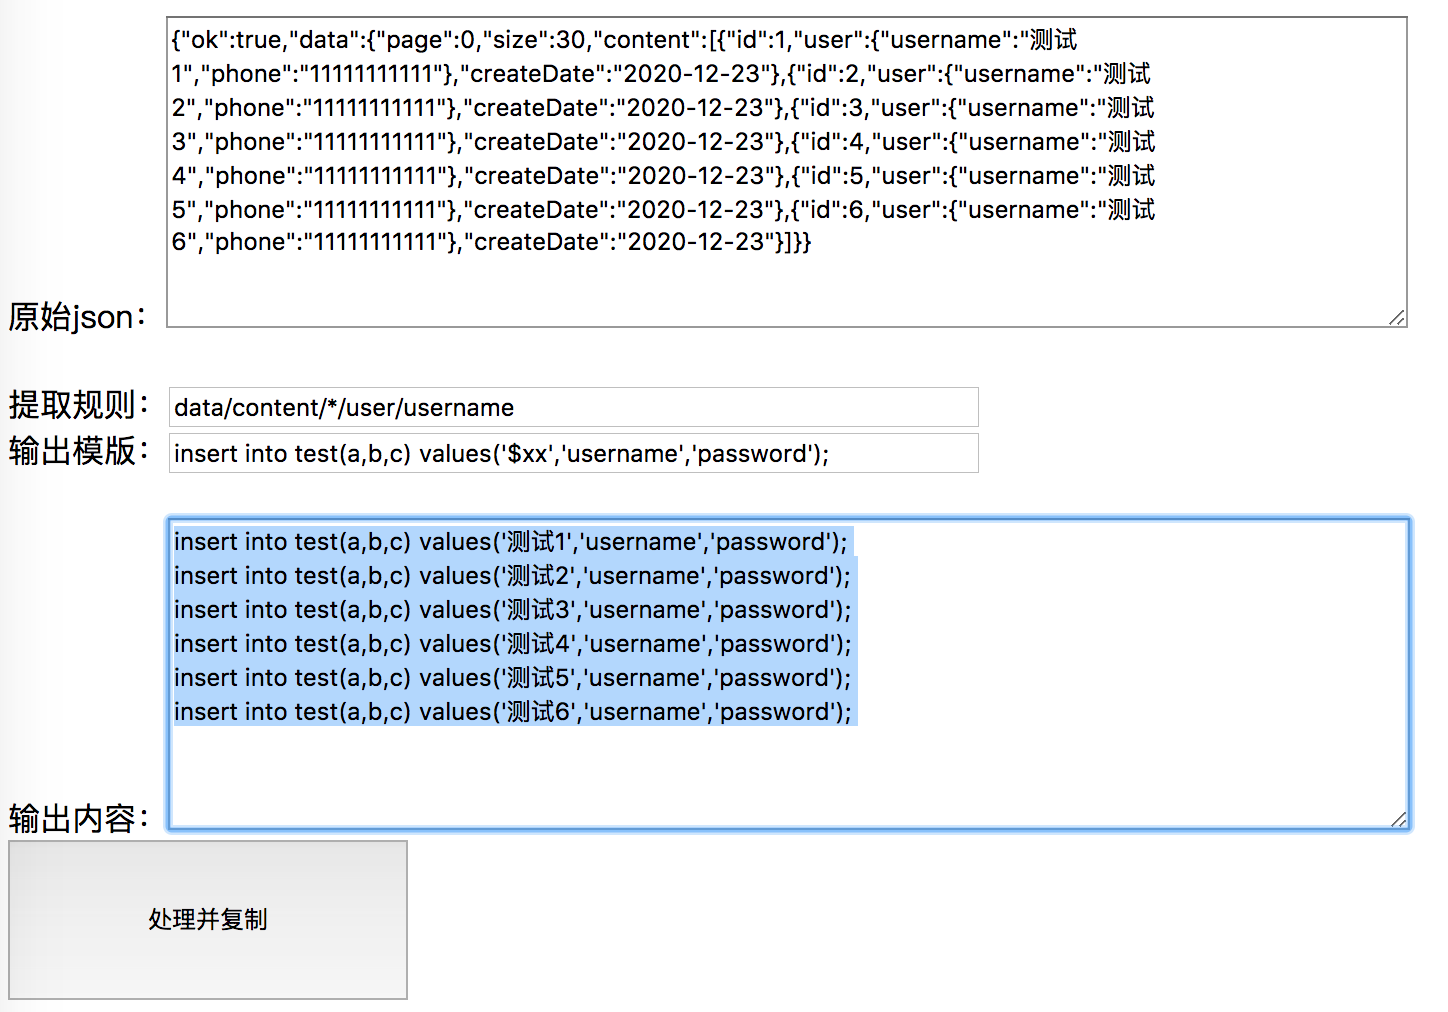 {"ok":true,"data":{"page":0,"size":30,"content":[{"id":1,"user":{"username":"测试
1","phone":"11111111111"},"createDate":"2020-12-23"},{"id":2,"user":{"username":"测试
2","phone":"11111111111"},"createDate":"2020-12-23"},{"id":3,"user":{"username":"测试
3","phone":"11111111111"},"createDate":"2020-12-23"},{"id":4,"user":{"username":"测试
4","phone":"11111111111"},"createDate":"2020-12-23"},{"id":5,"user":{"username":"测试
5","phone":"11111111111"},"createDate":"2020-12-23"},{"id":6,"user":{"username":"测试
6","phone":"11111111111"},"createDate":"2020-12-23"}]}}
原始json：
提取规则： data/content/*/user/username
输出模版： insert into test(a,b,c) values('$xx','username','password');
insert into test(a,b,c) values('测试1','username','password');
insert into test(a,b,c) values('测试2','username','password');
insert into test(a,b,c) values('测试3','username','password');
insert into test(a,b,c) values('测试4','username','password');
insert into test(a,b,c) values('测试5','username','password');
insert into test(a,b,c) values('测试6','username','password');
输出内容：
处理并复制